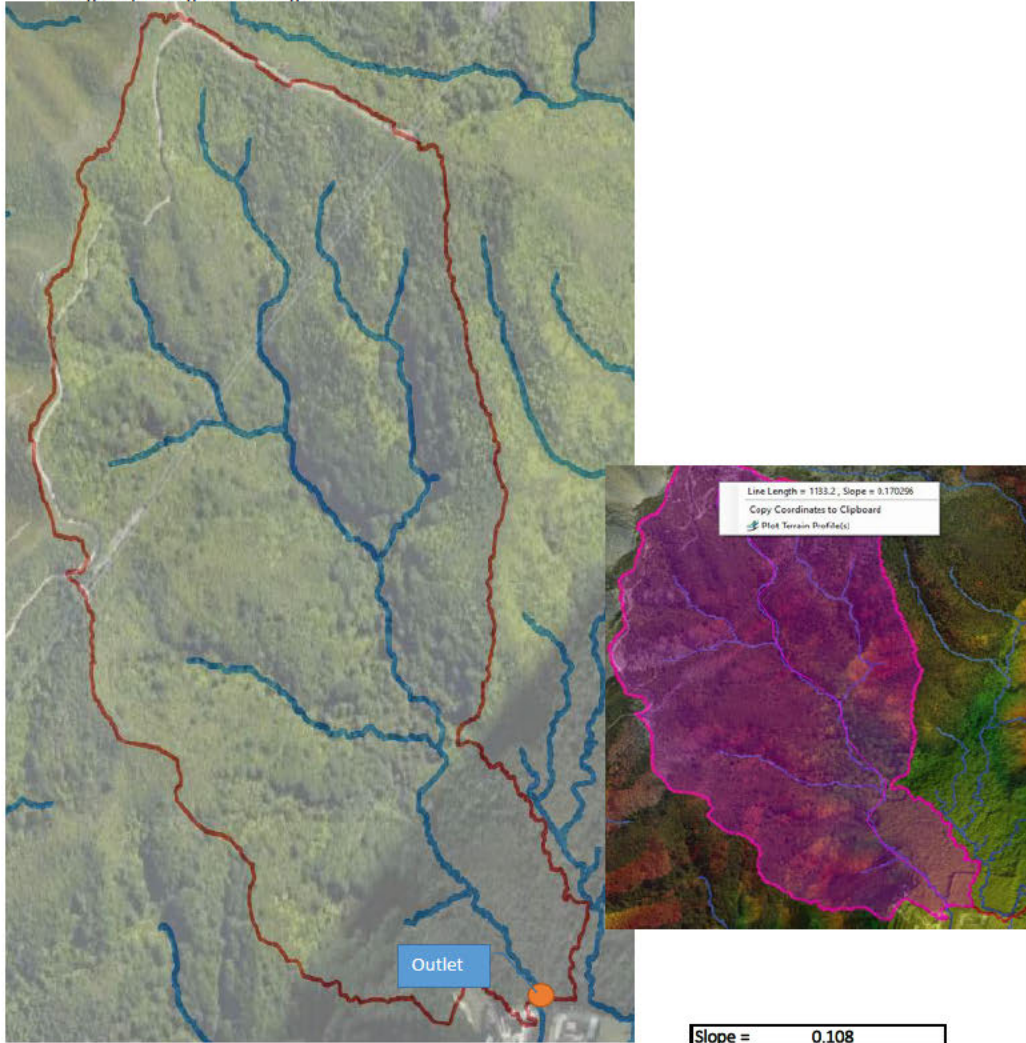 Line Length = 1133.2 , Slope = 0.170296
Copy Coordinates to Clipboard
Plot Terrain Profile(s)
Outlet
Slope = 0.108